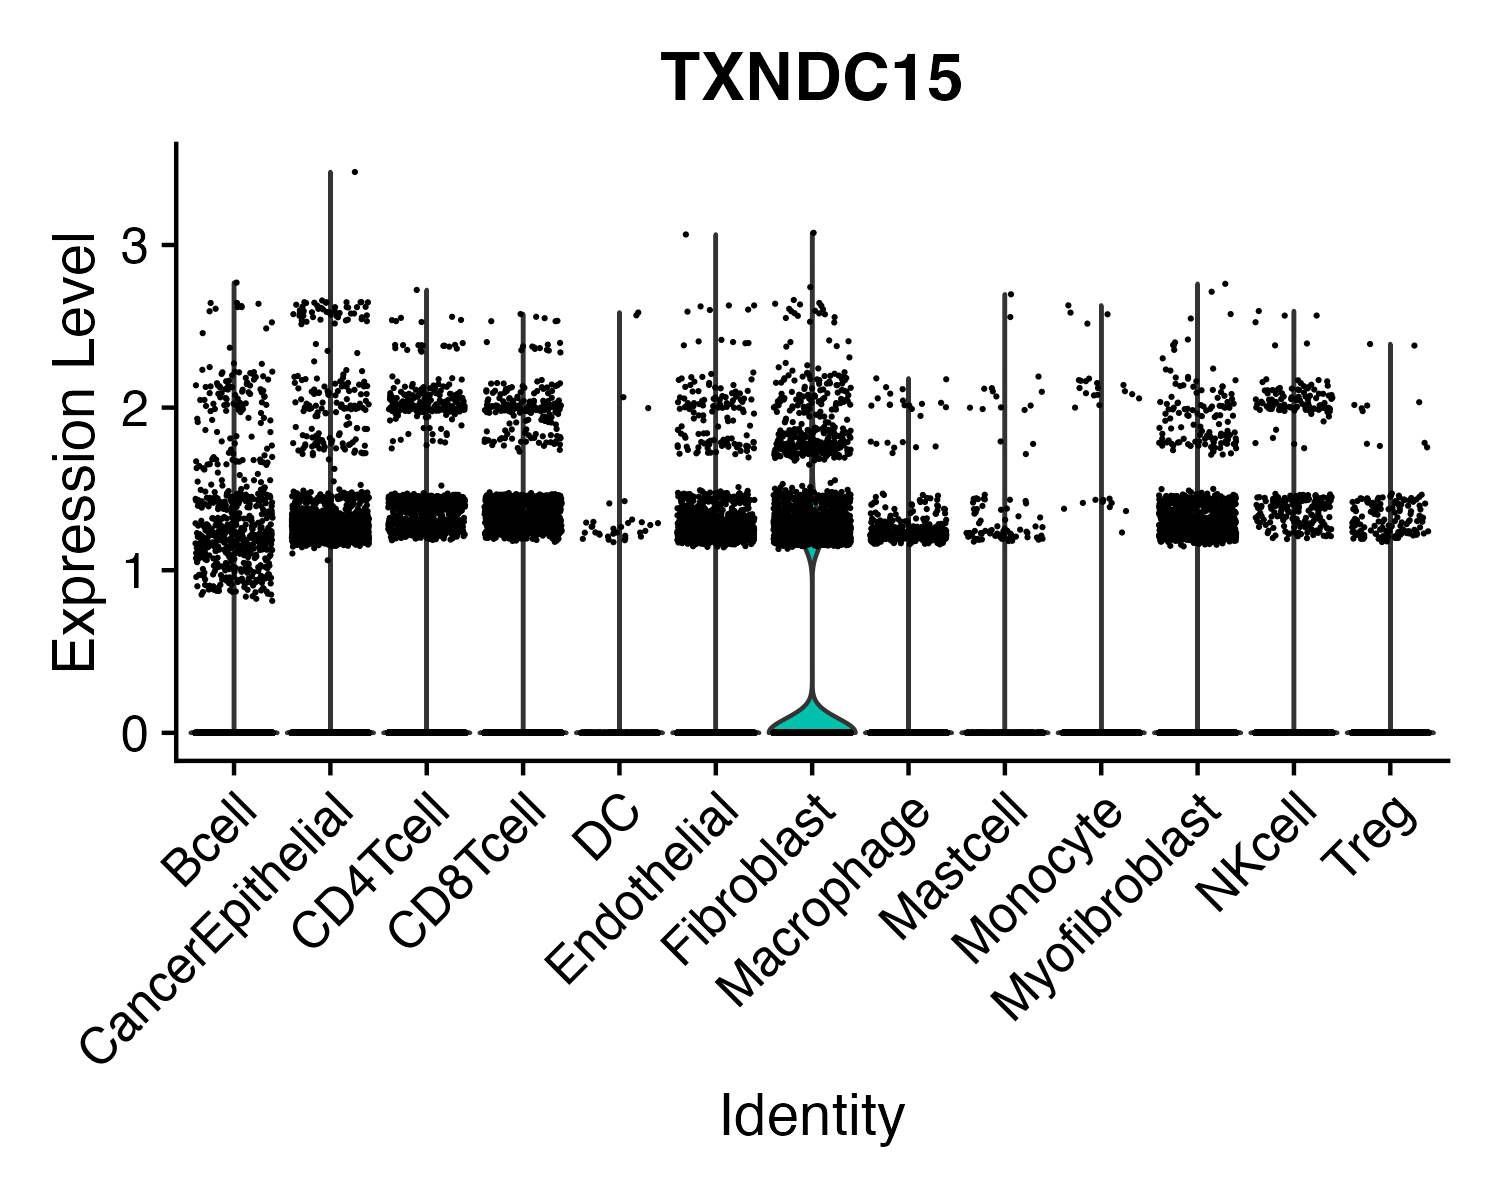 TXNDC15
Expression Level
3
2
1
0
Bcell
CancerEpithelial
CD4Tcell
CD8Tcell
DC
Endothelial
Fibroblast
Macrophage
Mastcell
Monocyte
Myofibroblast
NKcell
Treg
Identity